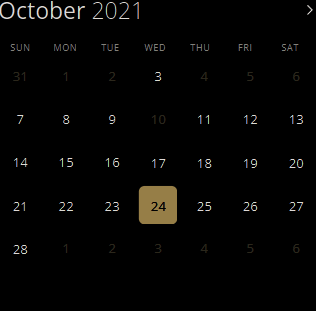 October 2021
SUN MON TUE WED THU FRI SAT
31 1 2 3 4 5 6
7 8 9 10 11 12 13
14 15 16 17 18 19 20
21 22 23 24 25 26 27
28 1 2 3 4 5 6